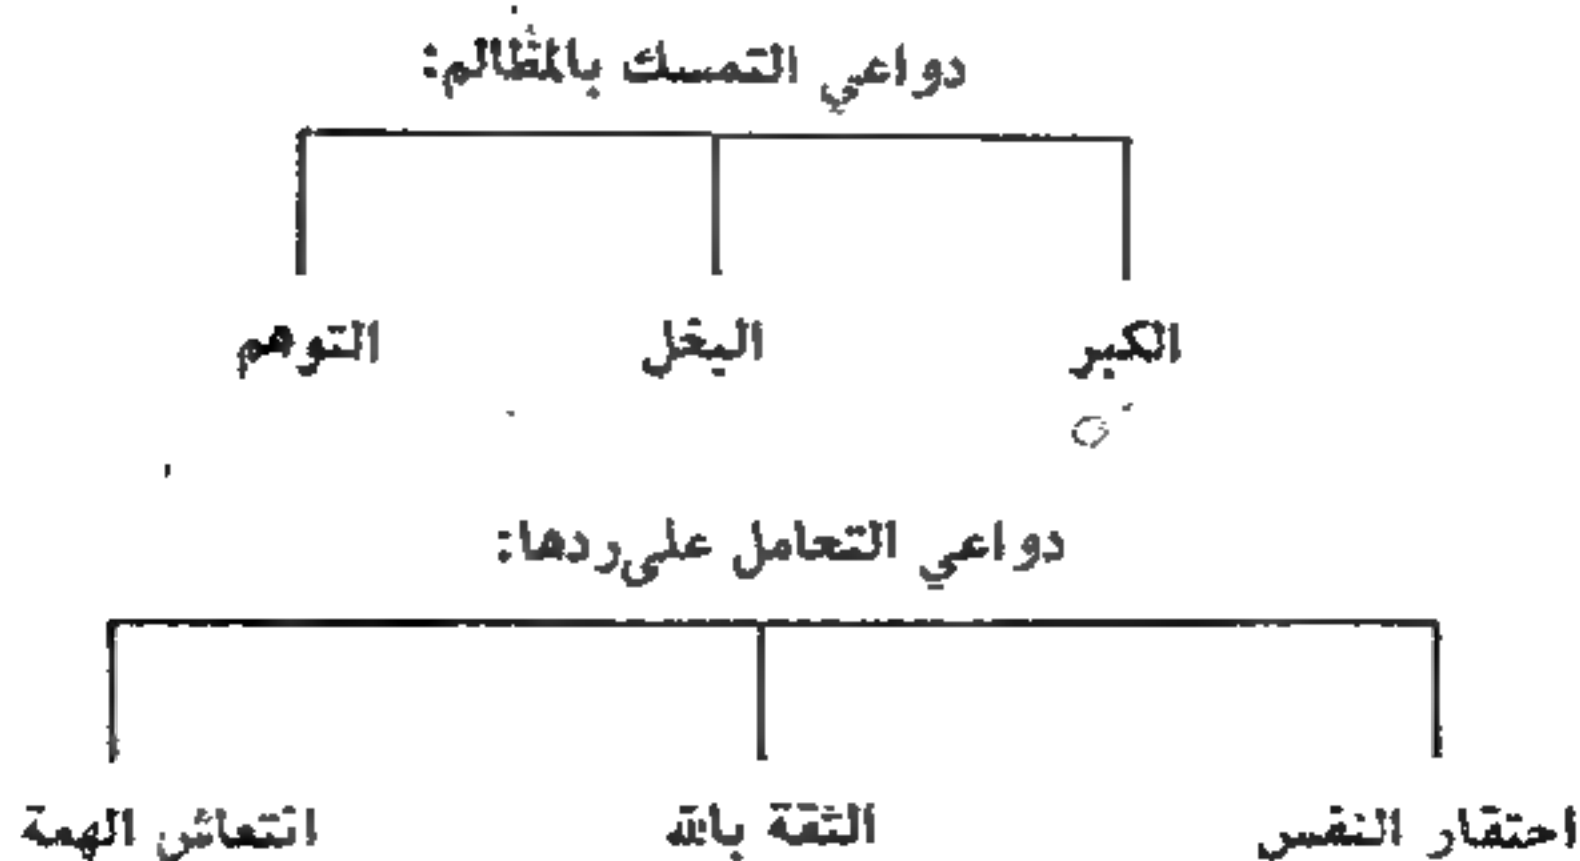 دواعي التمسك بالمظالم:
الكبر البخل التوهم
دواعي التعامل على ردها:
احتقار النفس الثقة بالله انتعاش الهمة